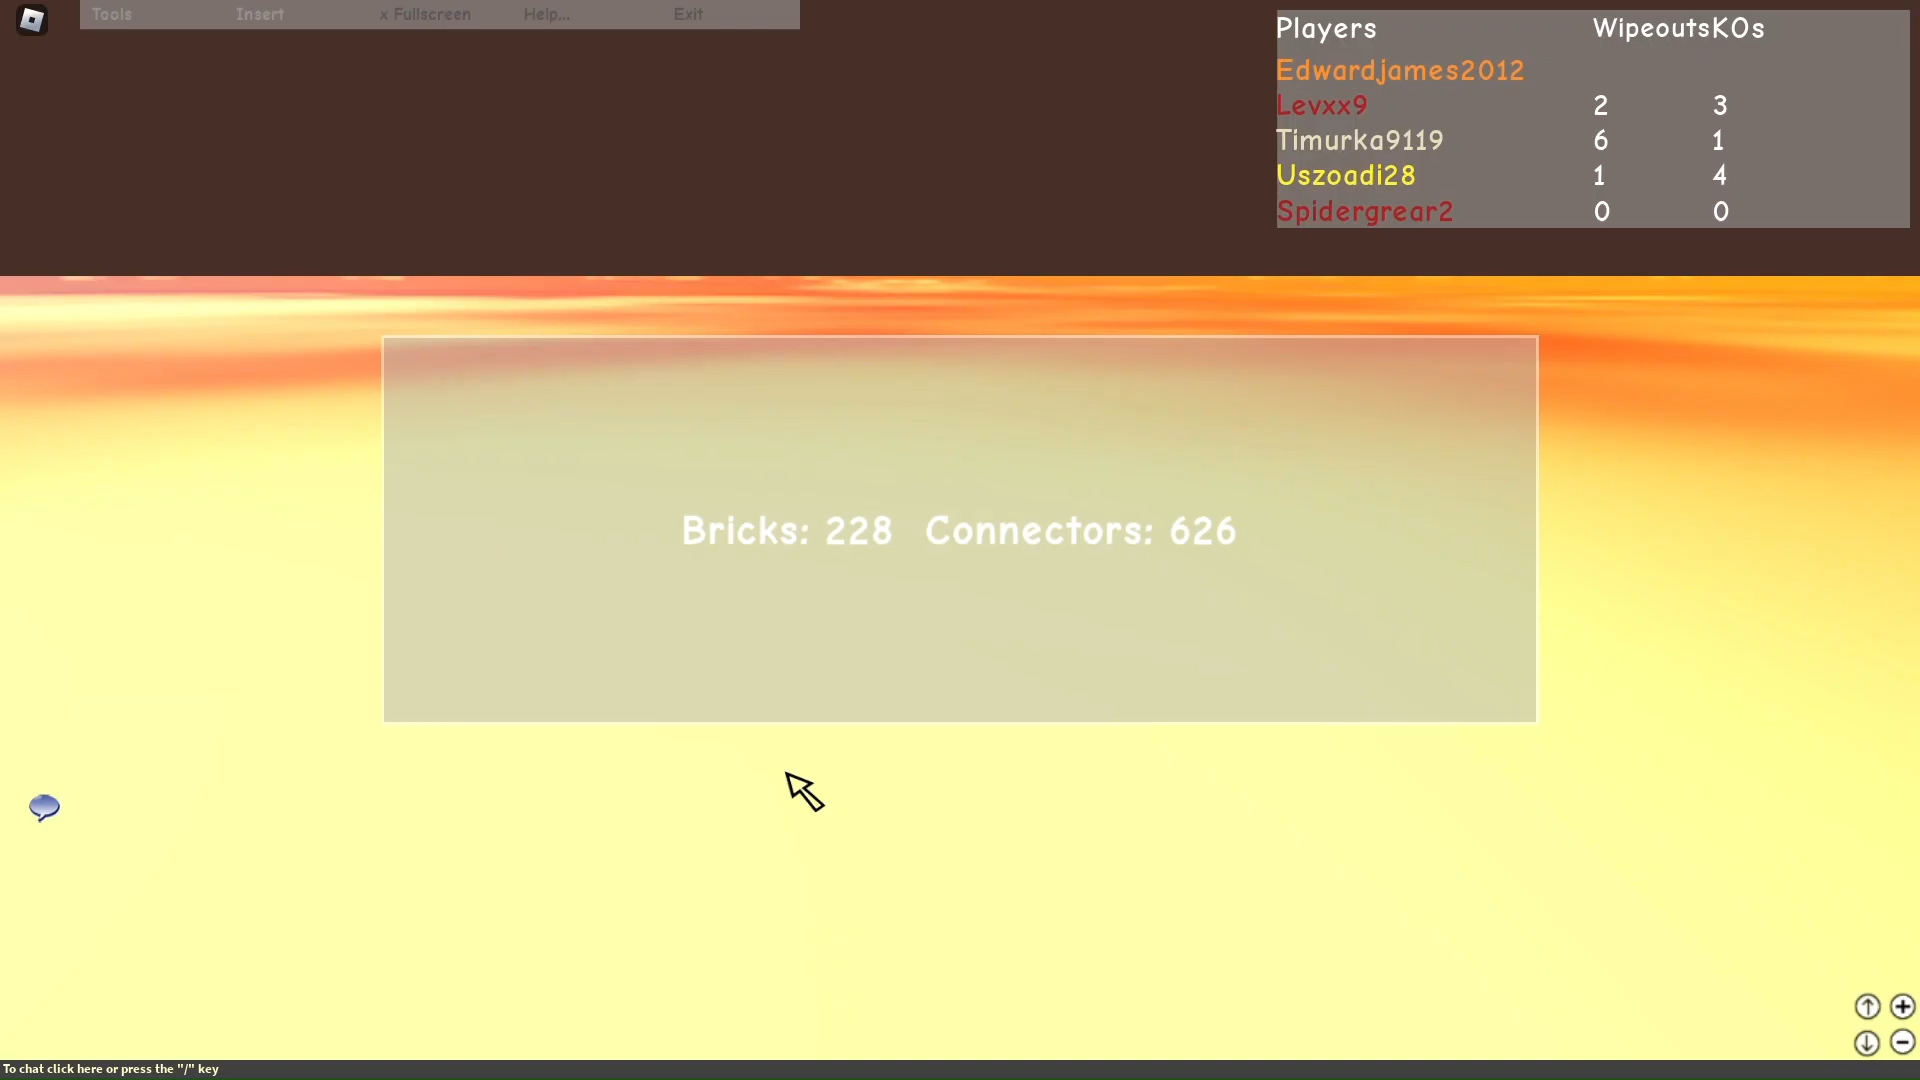 Tools Insert x Fullscreen Help... Exit
Players WipeoutsKOs
Edwardjames2012
Levxx9 2 3
Timurka9119 6 1
Uszoadi28 1 4
Spidergrear2 0 0
Bricks: 228 Connectors: 626
To chat click here or press the "/" key